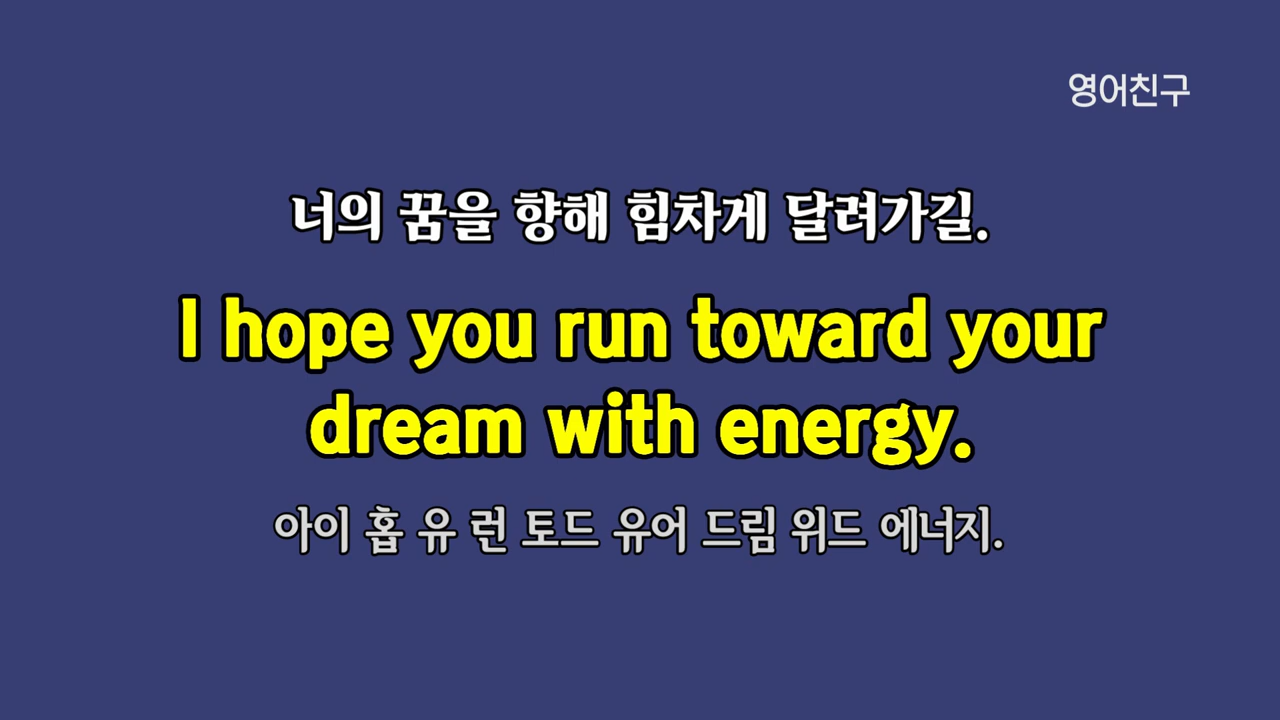 영어친구
너의 꿈을 향해 힘차게 달려가길.
I hope you run toward your
dream with energy.
아이 홉 유 런 토드 유어 드림 위드 에너지.